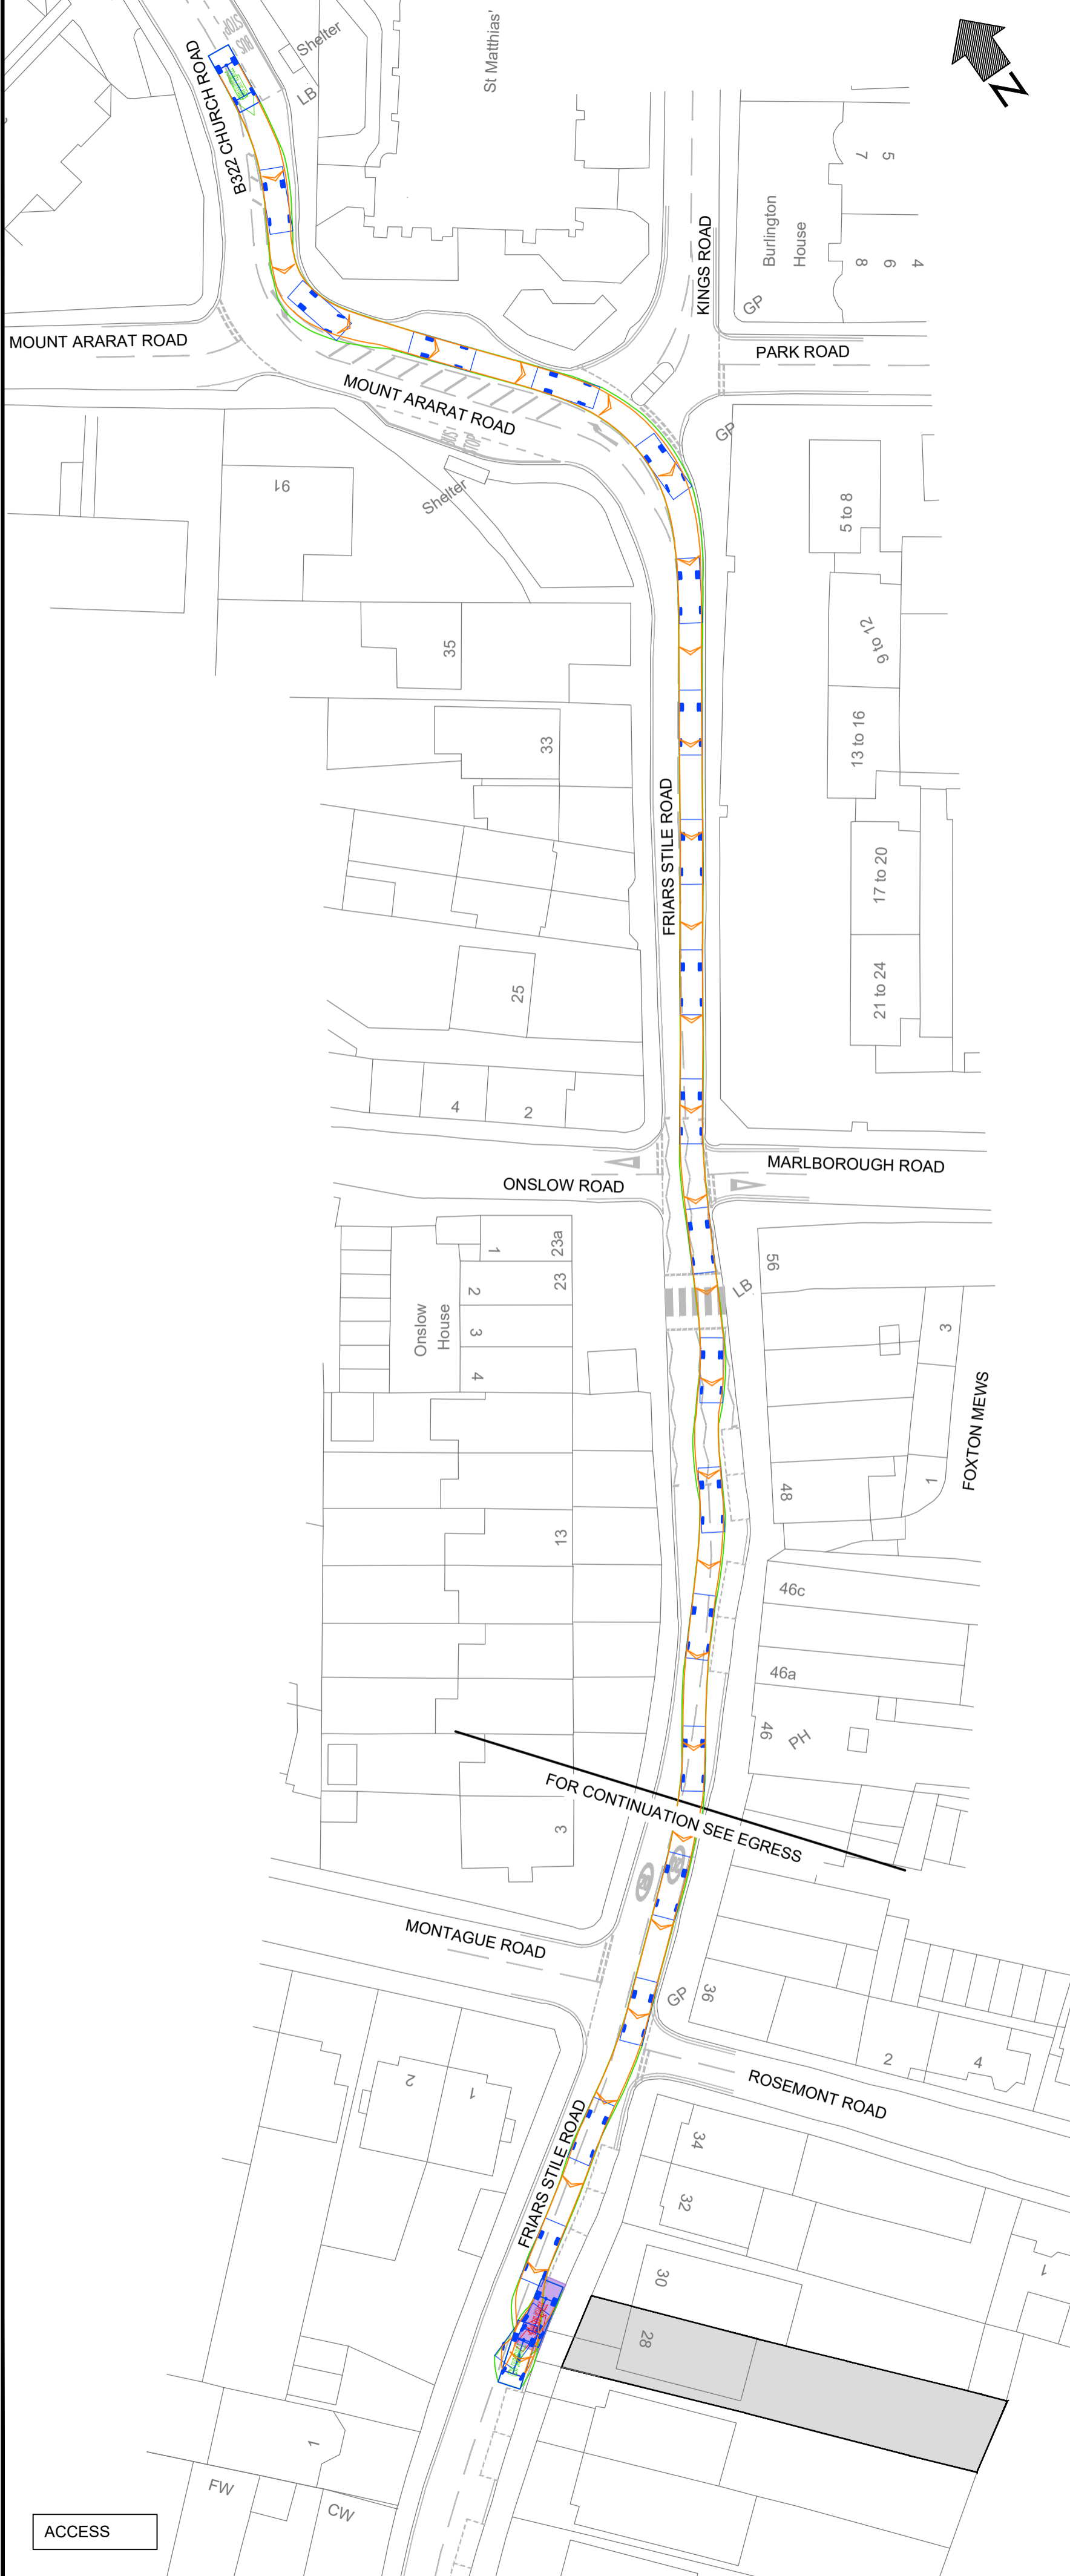 St Matthias'
BUS
STOP
Shelter
LB
N
B322 CHURCH ROAD
5
7
Burlington
House
KINGS ROAD
4
6
8
GP
MOUNT ARARAT ROAD
PARK ROAD
MOUNT ARARAT ROAD
BUS
STOP
GP
Shelter
91
5 to 8
9 to 12
35
33
13 to 16
FRIARS STILE ROAD
17 to 20
25
21 to 24
4
2
MARLBOROUGH ROAD
ONSLOW ROAD
1
23a
23
2
3
4
Onslow
House
56
LB
3
FOXTON MEWS
1
48
13
46c
46a
46
PH
FOR CONTINUATION SEE EGRESS
3
MONTAGUE ROAD
GP
36
2
4
ROSEMONT ROAD
2
1
34
32
FRIARS STILE ROAD
30
28
1
1
FW
CW
ACCESS